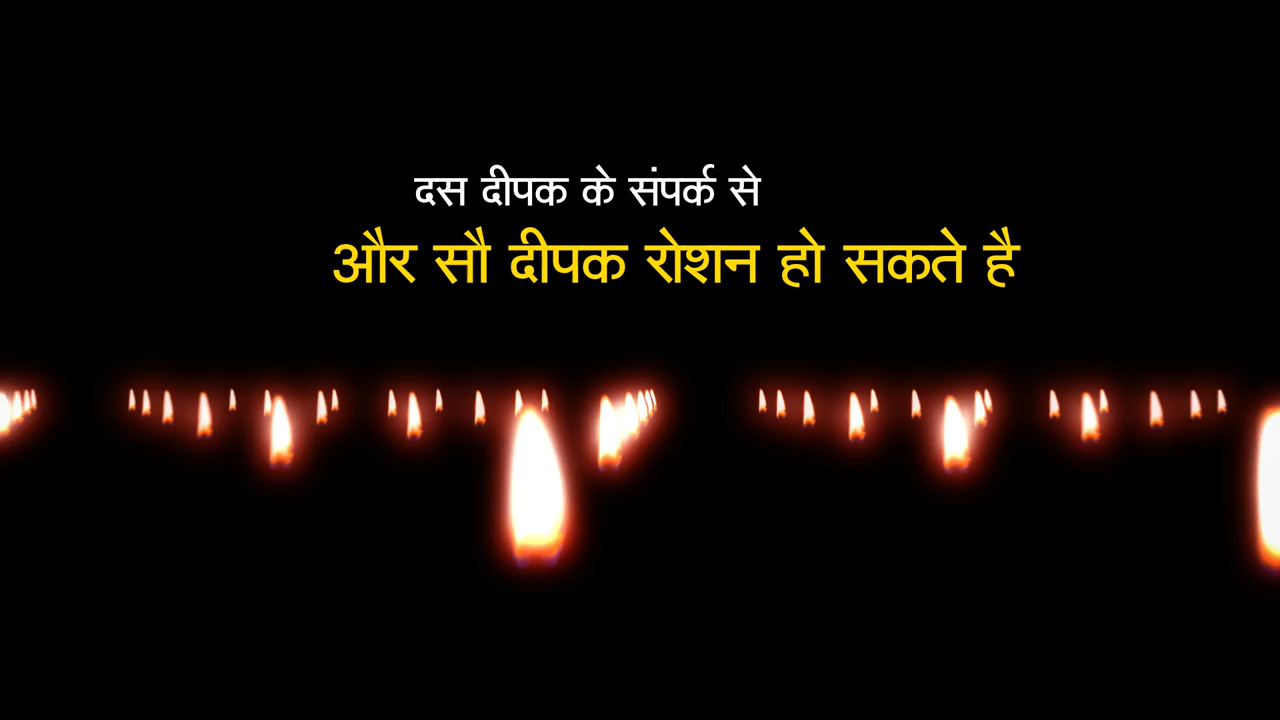 दस दीपक के संपर्क से
और सौ दीपक रोशन हो सकते है